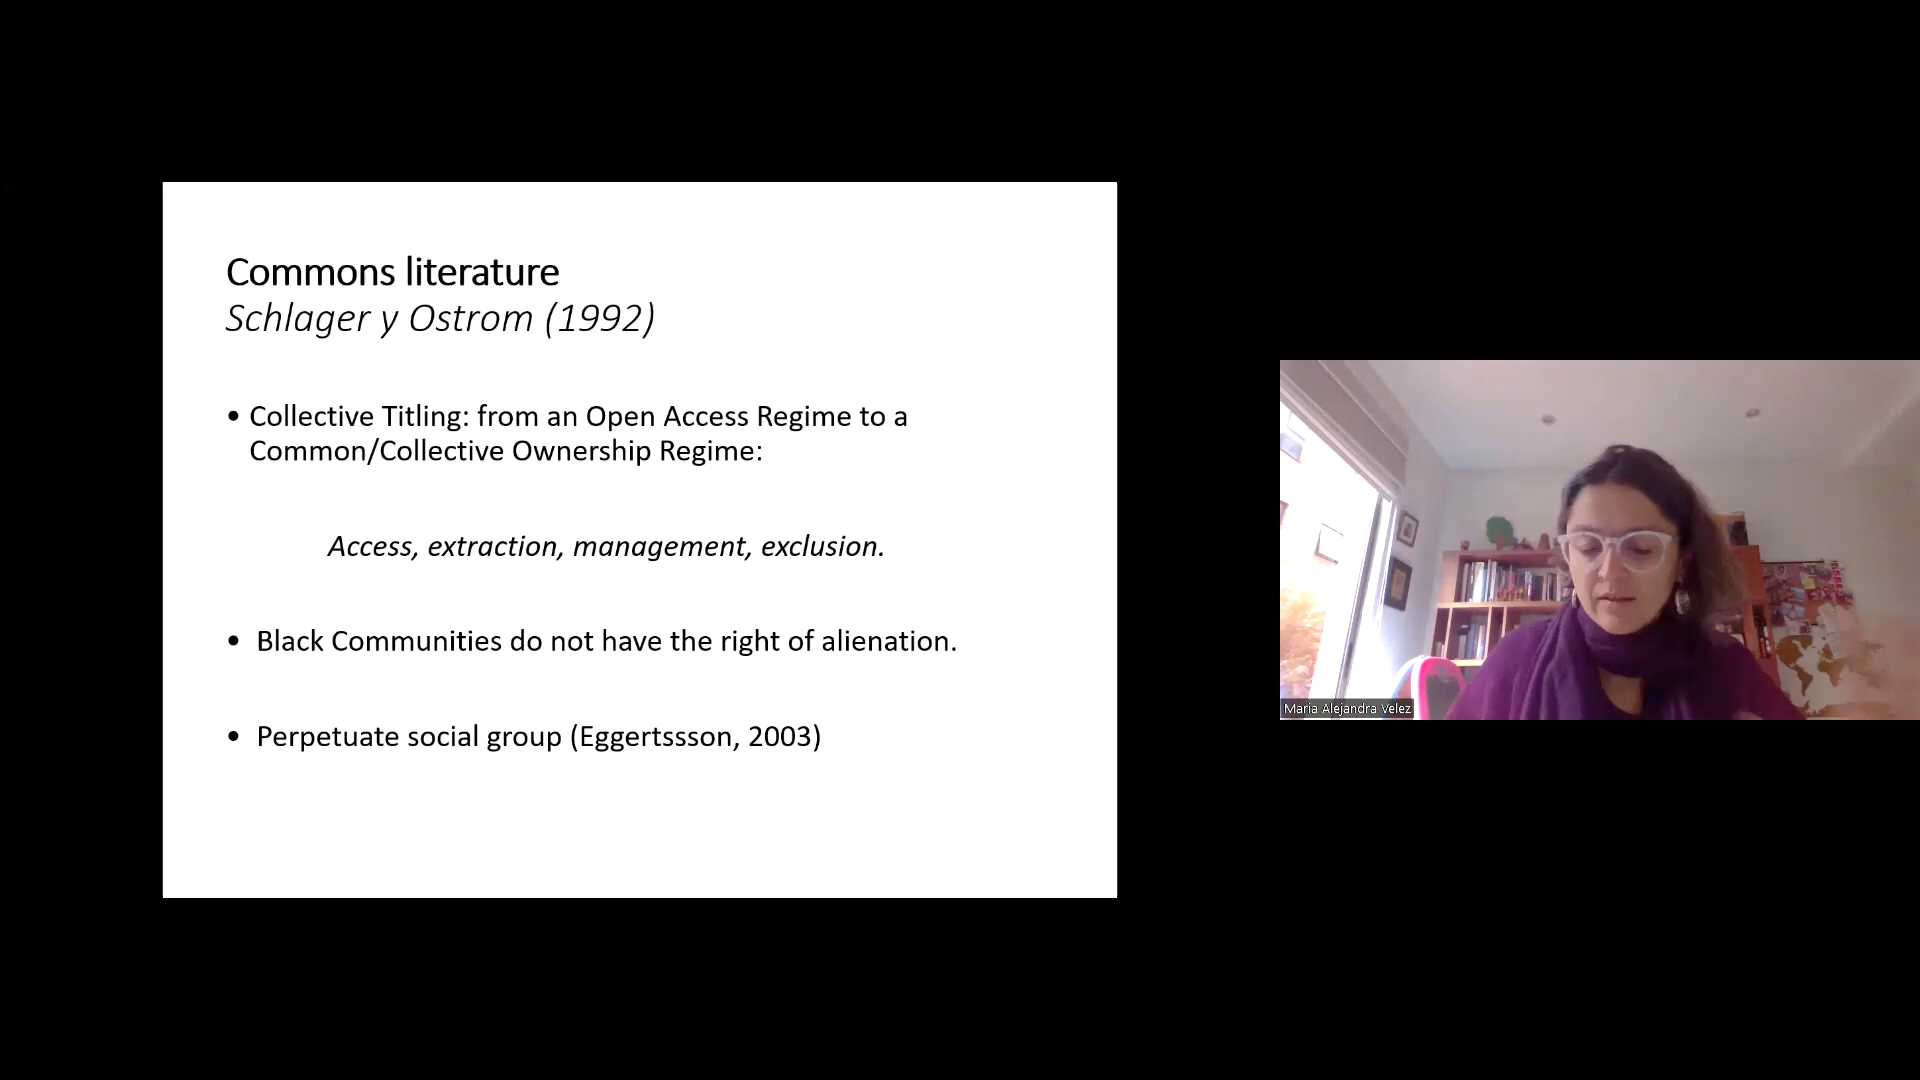 Commons literature
Schlager y Ostrom (1992)
• Collective Titling: from an Open Access Regime to a
Common/Collective Ownership Regime:
Access, extraction, management, exclusion.
• Black Communities do not have the right of alienation.
• Perpetuate social group (Eggertssson, 2003)
Maria Alejandra Velez